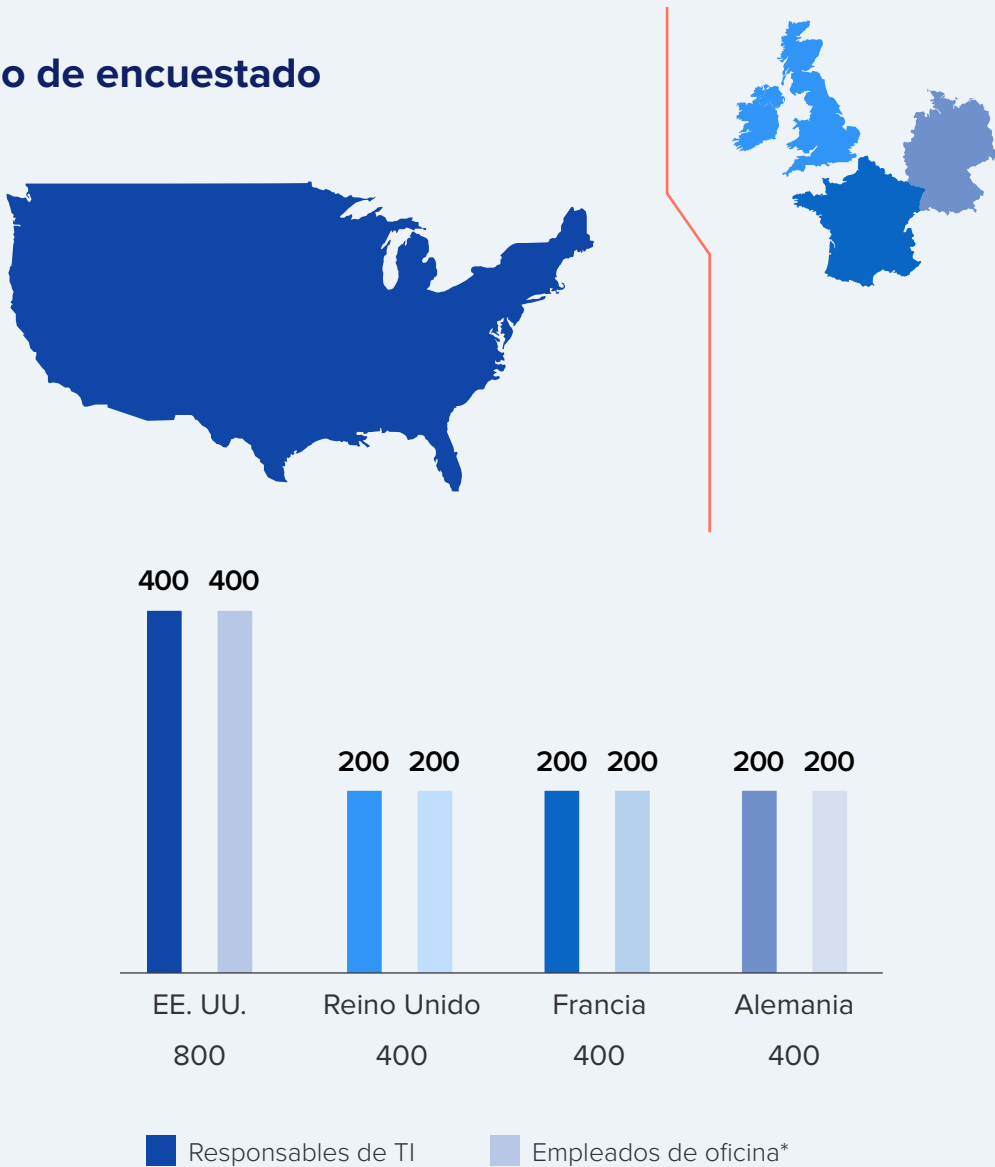 o de encuestado
400 400
200 200
200 200
200 200
EE. UU.
Reino Unido
Francia
Alemania
800
400
400
400
Responsables de TI
Empleados de oficina*